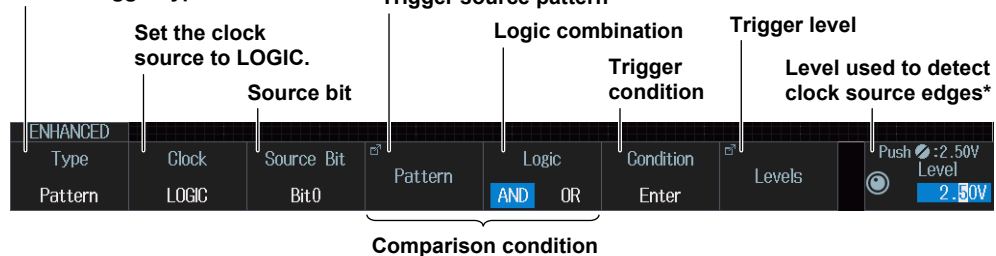 Trigger source pattern
Set the clock
source to LOGIC.
Logic combination
Trigger level
Source bit
Trigger
condition
Level used to detect
clock source edges*
ENHANCED
Type
Pattern
Clock
LOGIC
Source Bit
Bit0
Pattern
Logic
AND OR
Condition
Enter
Levels
Push :2.50V
Level
2.50V
Comparison condition